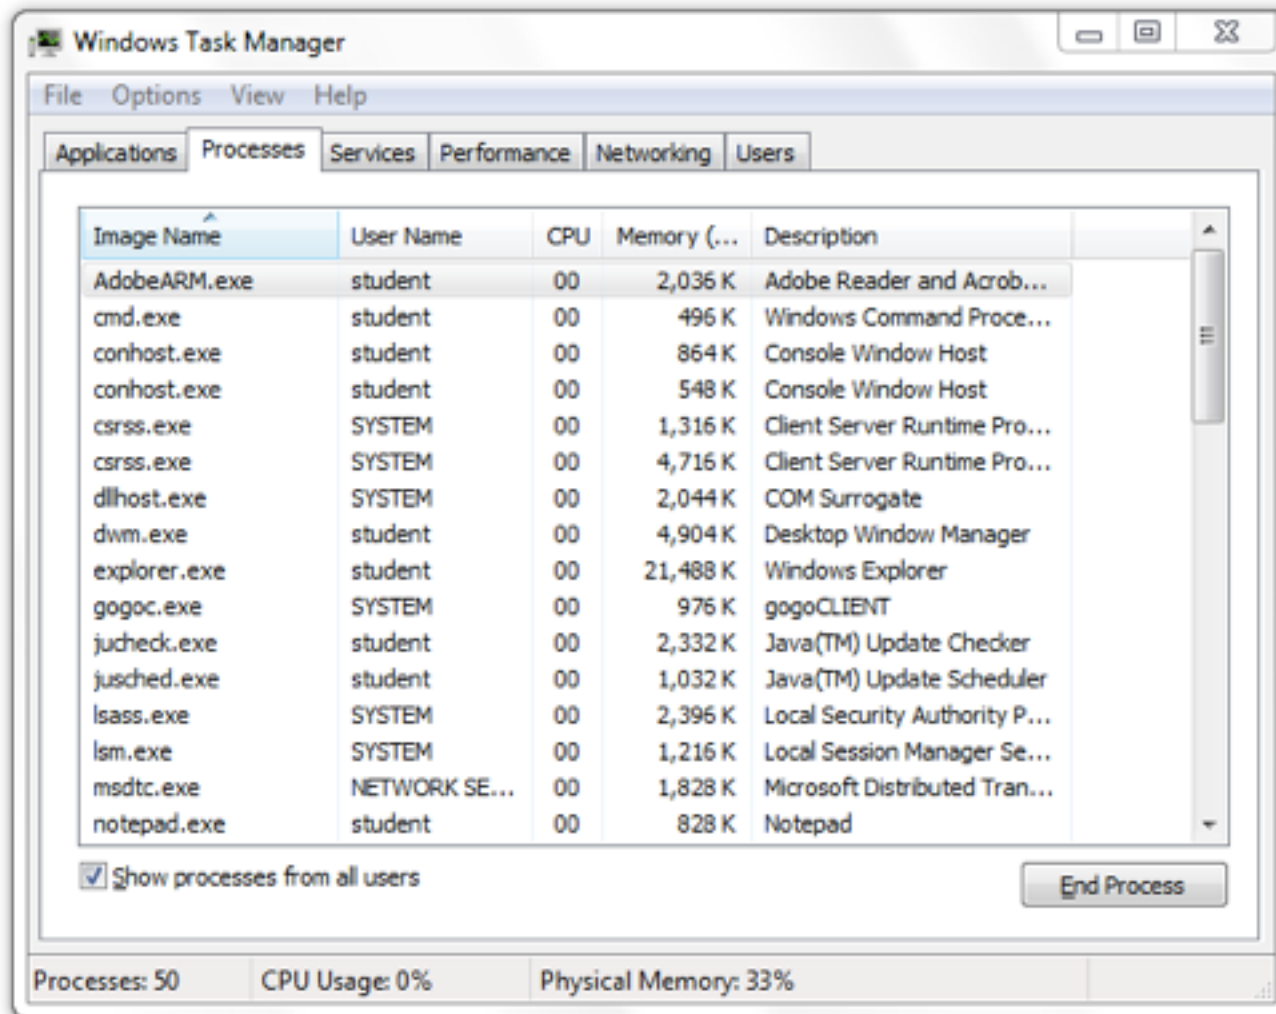 Windows Task Manager
File Options View Help
Applications Processes Services Performance Networking Users
Image Name User Name CPU Memory (... Description
AdobeARM.exe student 00 2,036 K Adobe Reader and Acrob...
cmd.exe student 00 496 K Windows Command Proce...
conhost.exe student 00 864 K Console Window Host
conhost.exe student 00 548 K Console Window Host
csrss.exe SYSTEM 00 1,316 K Client Server Runtime Pro...
csrss.exe SYSTEM 00 4,716 K Client Server Runtime Pro...
dllhost.exe SYSTEM 00 2,044 K COM Surrogate
dwm.exe student 00 4,904 K Desktop Window Manager
explorer.exe student 00 21,488 K Windows Explorer
gogoc.exe SYSTEM 00 976 K gogoCLIENT
jucheck.exe student 00 2,332 K Java(TM) Update Checker
jusched.exe student 00 1,032 K Java(TM) Update Scheduler
lsass.exe SYSTEM 00 2,396 K Local Security Authority P...
lsm.exe SYSTEM 00 1,216 K Local Session Manager Se...
msdtc.exe NETWORK SE... 00 1,828 K Microsoft Distributed Tran...
notepad.exe student 00 828 K Notepad
Show processes from all users
End Process
Processes: 50 CPU Usage: 0% Physical Memory: 33%